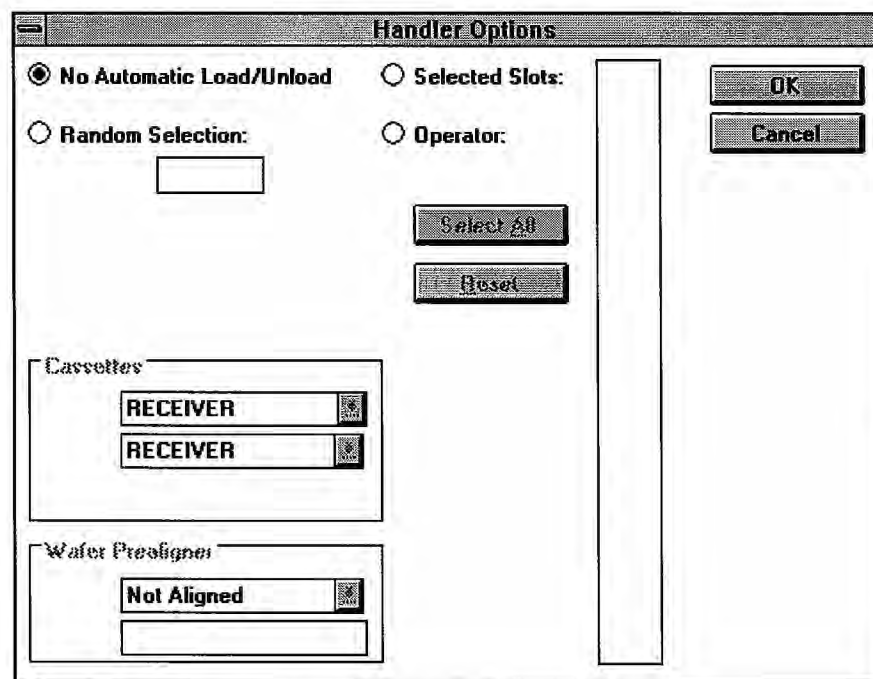 Handler Options
No Automatic Load/Unload
Selected Slots:
OK
Random Selection:
Operator:
Cancel
Select All
Reset
Cassettes
RECEIVER
RECEIVER
Wafer Prealigner
Not Aligned